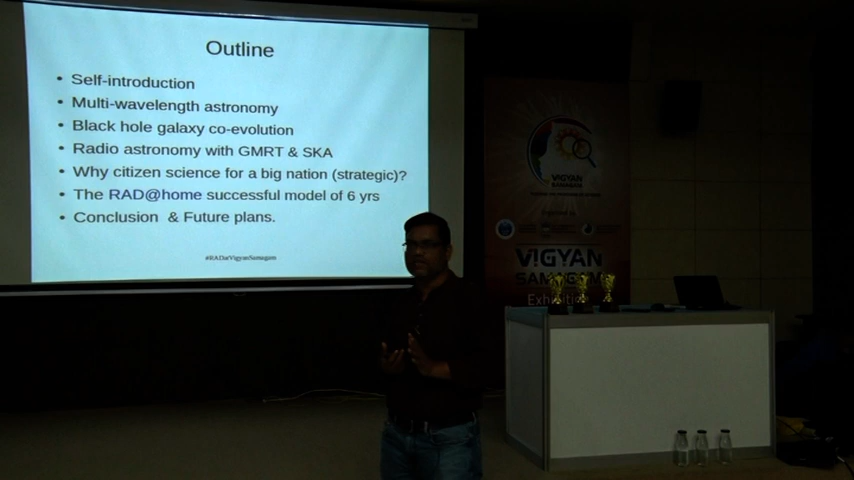 Outline
• Self-introduction
• Multi-wavelength astronomy
• Black hole galaxy co-evolution
• Radio astronomy with GMRT & SKA
• Why citizen science for a big nation (strategic)?
• The RAD@home successful model of 6 yrs
• Conclusion & Future plans.
#RADatVigyanSamagam
VIGYAN
SAMAGAM
VIGYAN
SAMAGAM
Exhibition